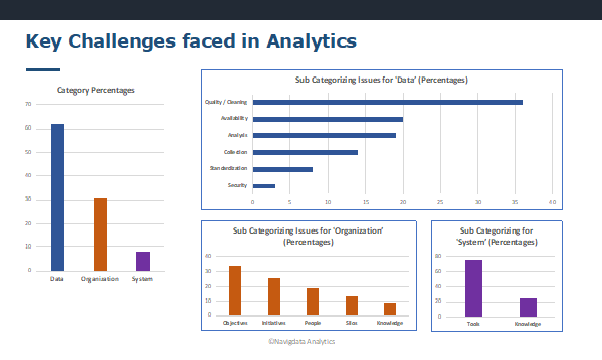 Key Challenges faced in Analytics
Category Percentages
70
60
50
40
30
20
10
0
Data Organization System
Sub Categorizing Issues for 'Data' (Percentages)
Quality / Cleaning
Availability
Analysis
Collection
Standardization
Security
0 5 10 15 20 25 30 35 40
Sub Categorizing Issues for 'Organization'
(Percentages)
40
30
20
10
0
Objectives Initiatives People Silos Knowledge
Sub Categorizing for
'System' (Percentages)
80
60
40
20
0
Tools Knowledge
©Navigdata Analytics